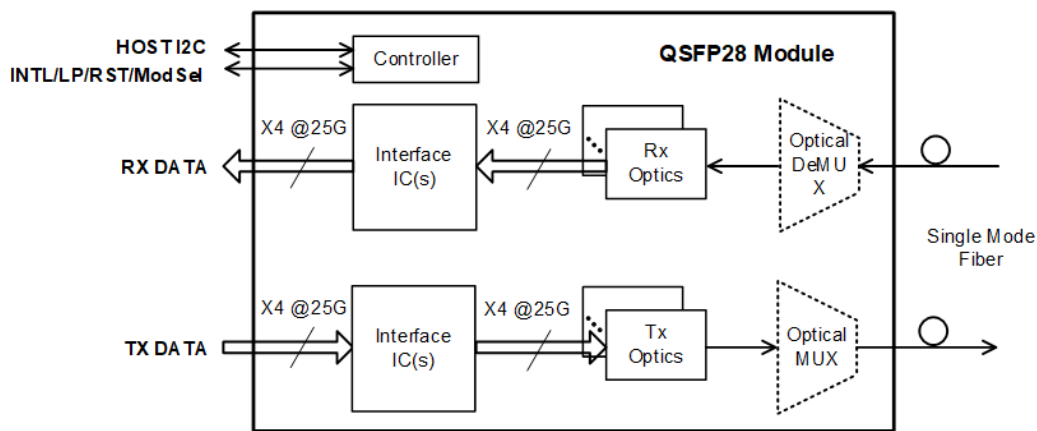 HOST I2C
INTL/LP/RST/ModSel
Controller
QSFP28 Module
X4 @25G
X4 @25G
RX DATA
Interface
IC(s)
Rx
Optics
Optical
DeMU
X
Single Mode
Fiber
X4 @25G
X4 @25G
TX DATA
Interface
IC(s)
Tx
Optics
Optical
MUX